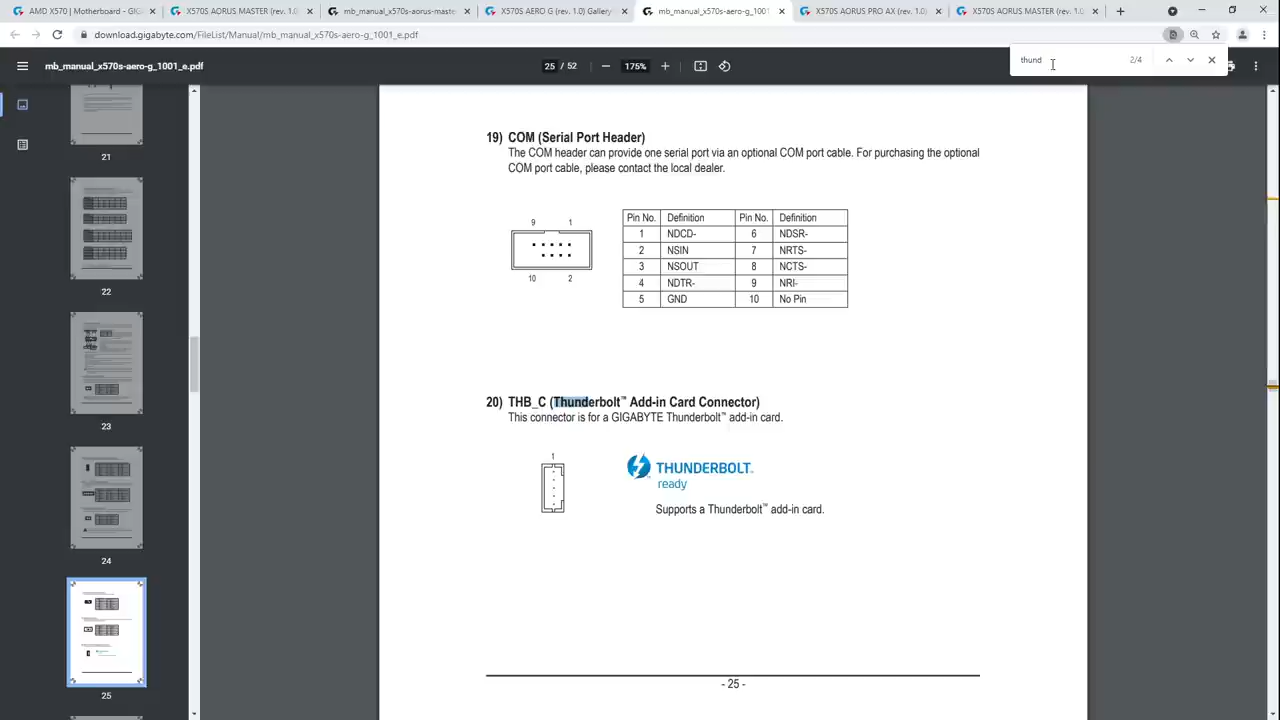 AMD X570 | Motherboard - GIG
X570S AORUS MASTER (rev. 1.0)
mb_manual_x570s-aorus-maste
X570S AERO G (rev. 1.0) Gallery
mb_manual_x570s-aero-g_1001
X570S AORUS PRO AX (rev. 1.0)
X570S AORUS MASTER (rev. 1.0)
download.gigabyte.com/FileList/Manual/mb_manual_x570s-aero-g_1001_e.pdf
mb_manual_x570s-aero-g_1001_e.pdf
25 / 52
175%
thund
2/4
21
22
23
24
25
19) COM (Serial Port Header)
The COM header can provide one serial port via an optional COM port cable. For purchasing the optional
COM port cable, please contact the local dealer.
9 1
10 2
Pin No. Definition Pin No. Definition
1 NDCD- 6 NDSR-
2 NSIN 7 NRTS-
3 NSOUT 8 NCTS-
4 NDTR- 9 NRI-
5 GND 10 No Pin
20) THB_C (Thunderbolt™ Add-in Card Connector)
This connector is for a GIGABYTE Thunderbolt™ add-in card.
1
THUNDERBOLT™
ready
Supports a Thunderbolt™ add-in card.
- 25 -